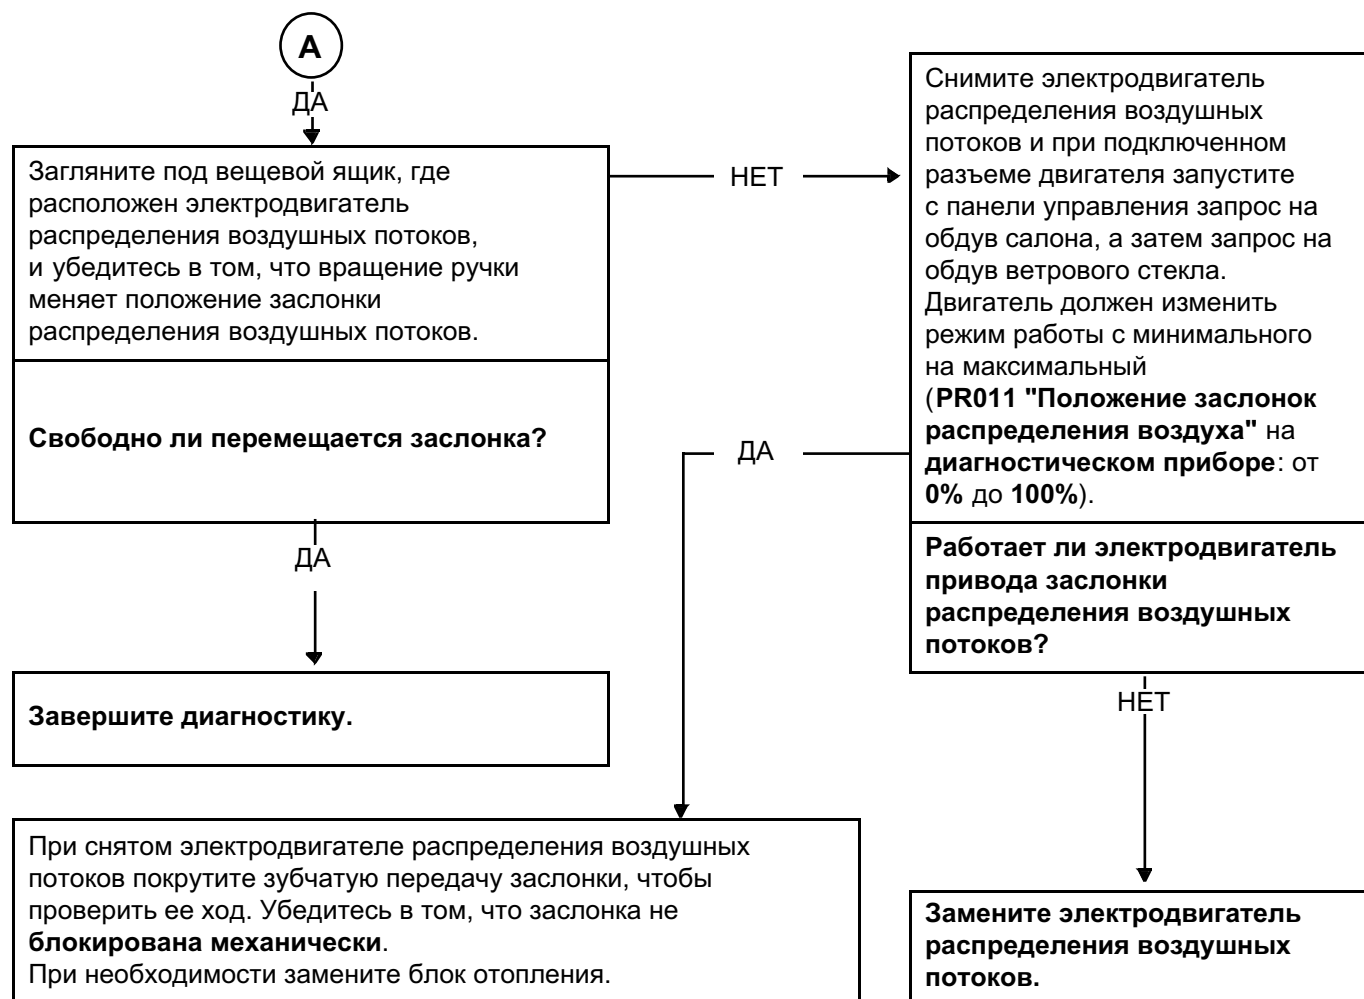 А
ДА
Загляните под вещевой ящик, где
расположен электродвигатель
распределения воздушных потоков,
и убедитесь в том, что вращение ручки
меняет положение заслонки
распределения воздушных потоков.
Свободно ли перемещается заслонка?
НЕТ
Снимите электродвигатель
распределения воздушных
потоков и при подключенном
разъеме двигателя запустите
с панели управления запрос на
обдув салона, а затем запрос на
обдув ветрового стекла.
Двигатель должен изменить
режим работы с минимального
на максимальный
(PR011 "Положение заслонок
распределения воздуха" на
диагностическом приборе: от
0% до 100%).
Работает ли электродвигатель
привода заслонки
распределения воздушных
потоков?
ДА
ДА
НЕТ
Завершите диагностику.
При снятом электродвигателе распределения воздушных
потоков покрутите зубчатую передачу заслонки, чтобы
проверить ее ход. Убедитесь в том, что заслонка не
блокирована механически.
При необходимости замените блок отопления.
Замените электродвигатель
распределения воздушных
потоков.